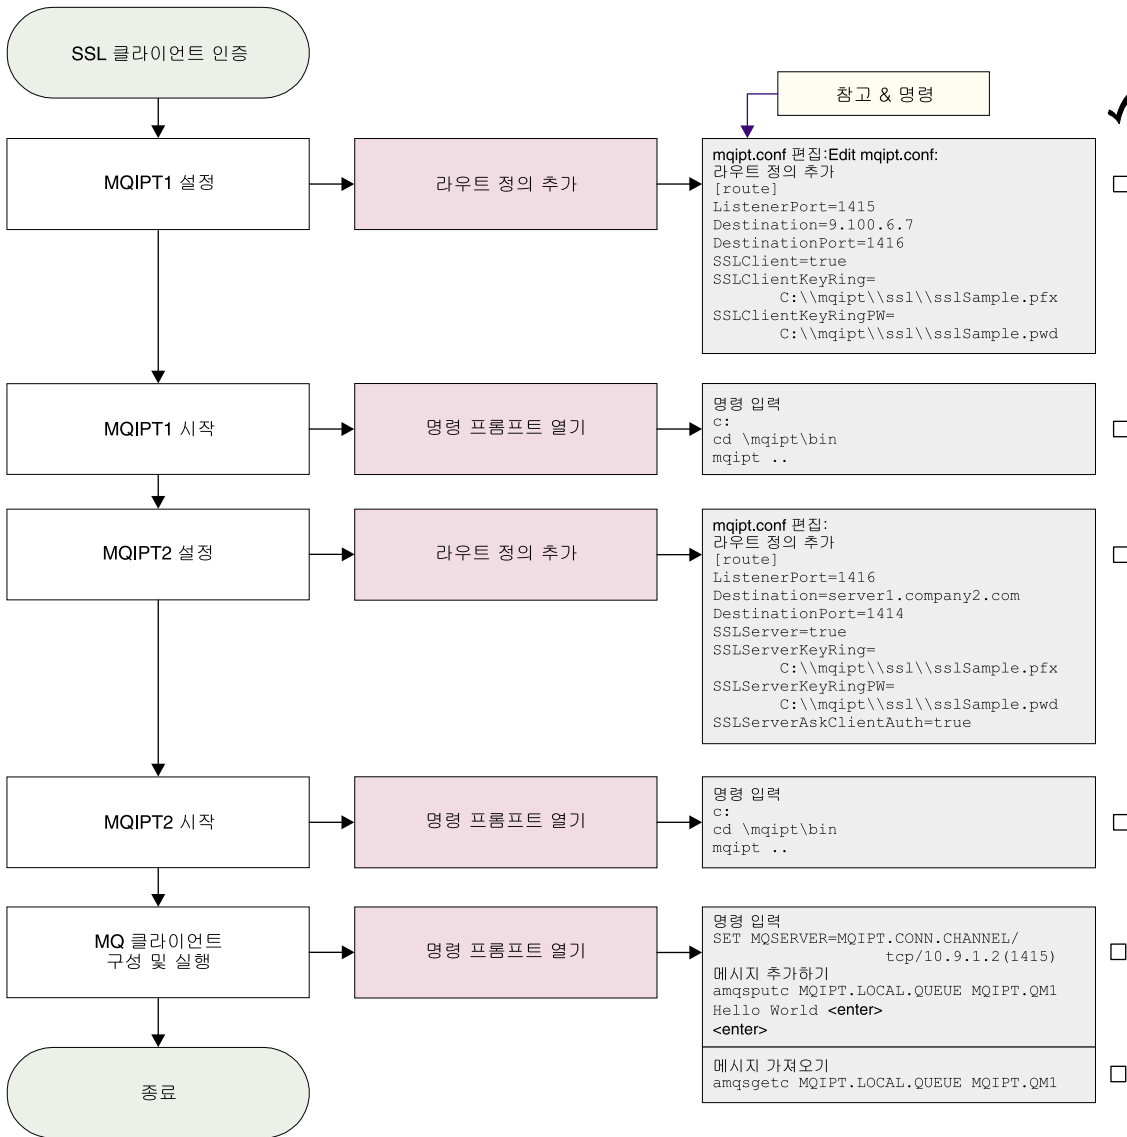 SSL 클라이언트 인증
참고 & 명령
MQIPT1 설정
라우트 정의 추가
mqipt.conf 편집:Edit mqipt.conf:
라우트 정의 추가
[route]
ListenerPort=1415
Destination=9.100.6.7
DestinationPort=1416
SSLClient=true
SSLClientKeyRing=
C:\\mqipt\\ssl\\sslSample.pfx
SSLClientKeyRingPW=
C:\\mqipt\\ssl\\sslSample.pwd
MQIPT1 시작
명령 프롬프트 열기
명령 입력
c:
cd \mqipt\bin
mqipt ..
MQIPT2 설정
라우트 정의 추가
mqipt.conf 편집:
라우트 정의 추가
[route]
ListenerPort=1416
Destination=server1.company2.com
DestinationPort=1414
SSLServer=true
SSLServerKeyRing=
C:\\mqipt\\ssl\\sslSample.pfx
SSLServerKeyRingPW=
C:\\mqipt\\ssl\\sslSample.pwd
SSLServerAskClientAuth=true
MQIPT2 시작
명령 프롬프트 열기
명령 입력
c:
cd \mqipt\bin
mqipt ..
MQ 클라이언트
구성 및 실행
명령 프롬프트 열기
명령 입력
SET MQSERVER=MQIPT.CONN.CHANNEL/
tcp/10.9.1.2(1415)
메시지 추가하기
amqsputc MQIPT.LOCAL.QUEUE MQIPT.QM1
Hello World <enter>
<enter>
메시지 가져오기
amqsgetc MQIPT.LOCAL.QUEUE MQIPT.QM1
종료